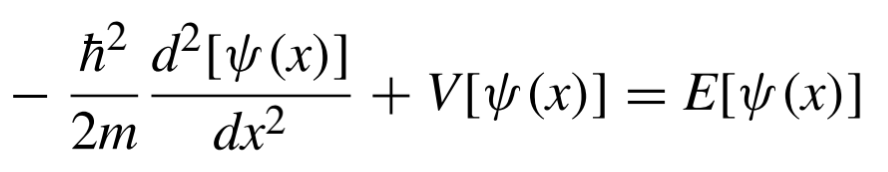 − ħ²/2m d²[ψ(x)]/dx² + V[ψ(x)] = E[ψ(x)]